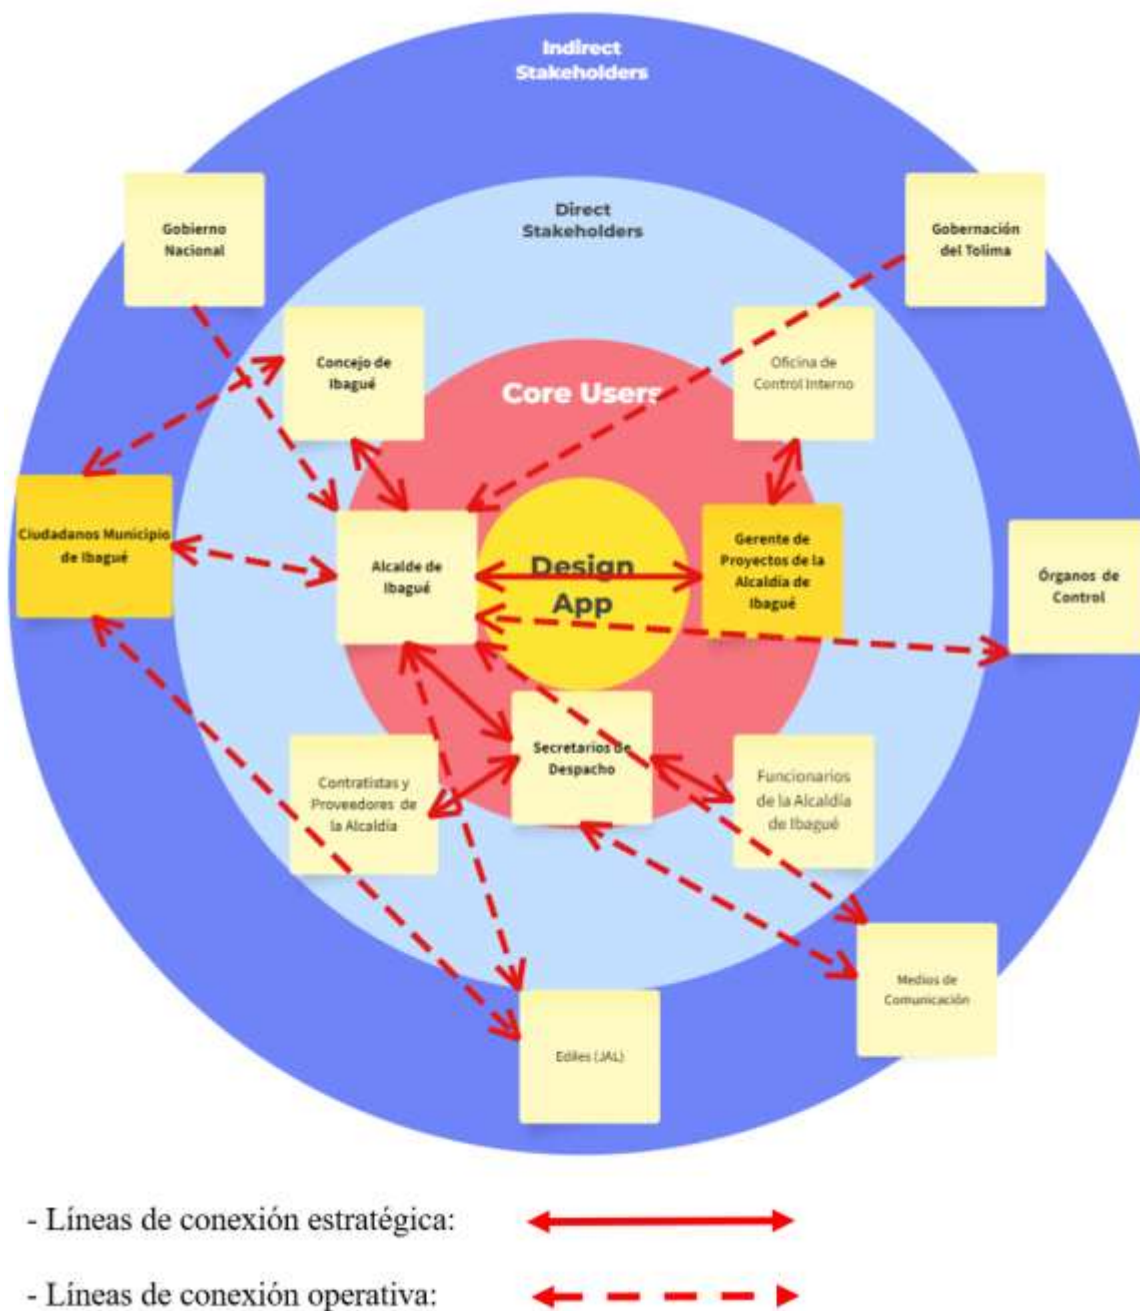 Indirect
Stakeholders
Direct
Stakeholders
Gobierno
Nacional
Gobernación
del Tolima
Concejo de
Ibagué
Oficina de
Control Interno
Core Users
Ciudadanos Municipio
de Ibagué
Alcalde de
Ibagué
Design
App
Gerente de
Proyectos de la
Alcaldía de
Ibagué
Órganos de
Control
Contratistas y
Proveedores de
la Alcaldía
Secretarios de
Despacho
Funcionarios
de la Alcaldía
de Ibagué
Medios de
Comunicación
Ediles (JAL)
- Líneas de conexión estratégica:
- Líneas de conexión operativa: